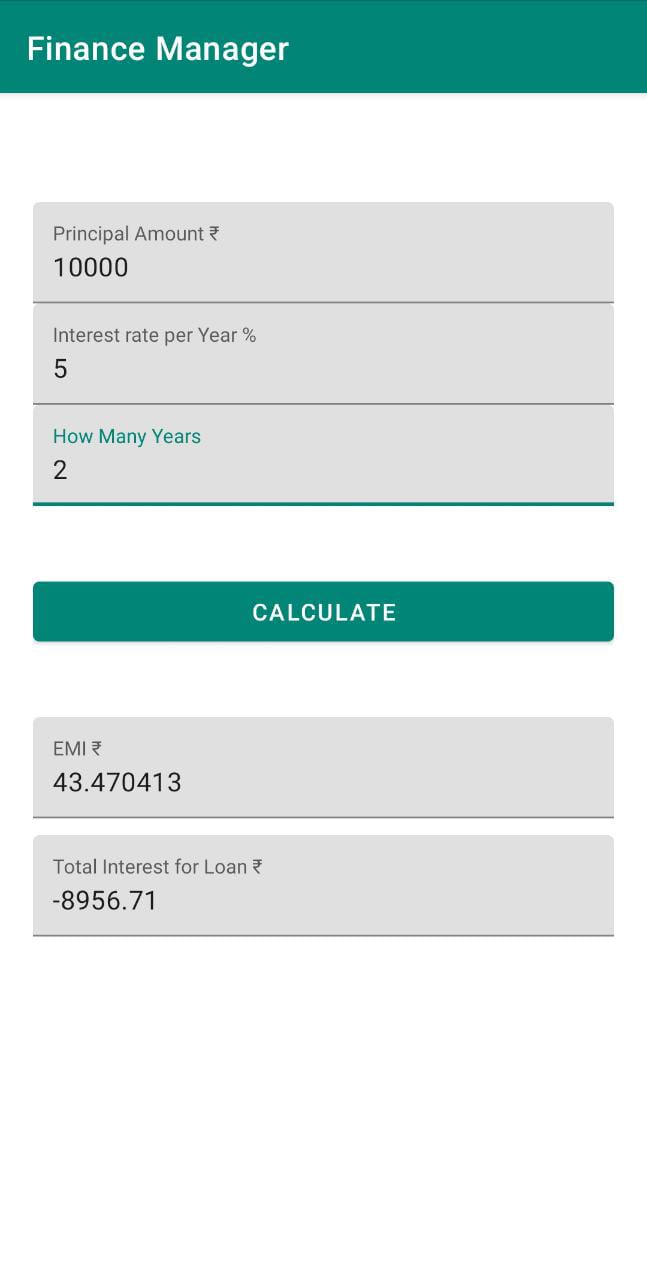 Finance Manager
Principal Amount ₹
10000
Interest rate per Year %
5
How Many Years
2
CALCULATE
EMI ₹
43.470413
Total Interest for Loan ₹
-8956.71